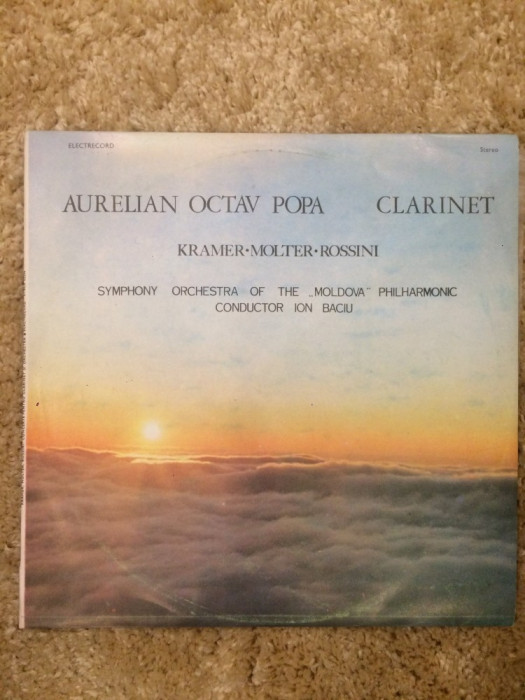 ELECTRECORD
Stereo
AURELIAN OCTAV POPA CLARINET
KRAMER•MOLTER•ROSSINI
SYMPHONY ORCHESTRA OF THE „MOLDOVA” PHILHARMONIC
CONDUCTOR ION BACIU